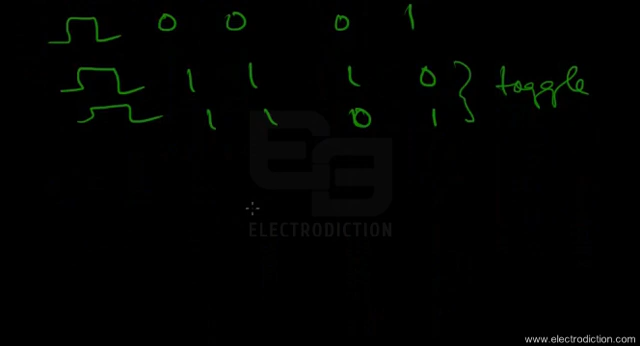 0 0 0 1
1 1 1 0 } toggle
1 1 0 1
ELECTRODICTION
www.electrodiction.com